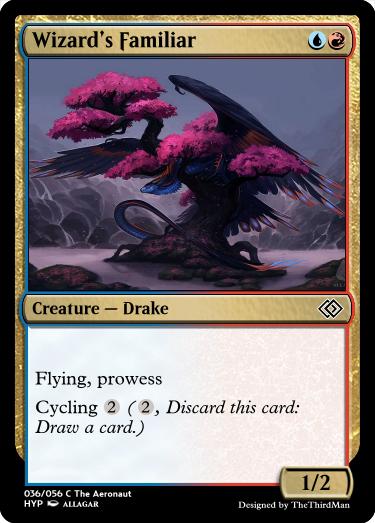 Wizard's Familiar
Creature — Drake
Flying, prowess
Cycling 2 ( 2, Discard this card:
Draw a card.)
1/2
036/056 C The Aeronaut
HYP ALLAGAR
Designed by TheThirdMan